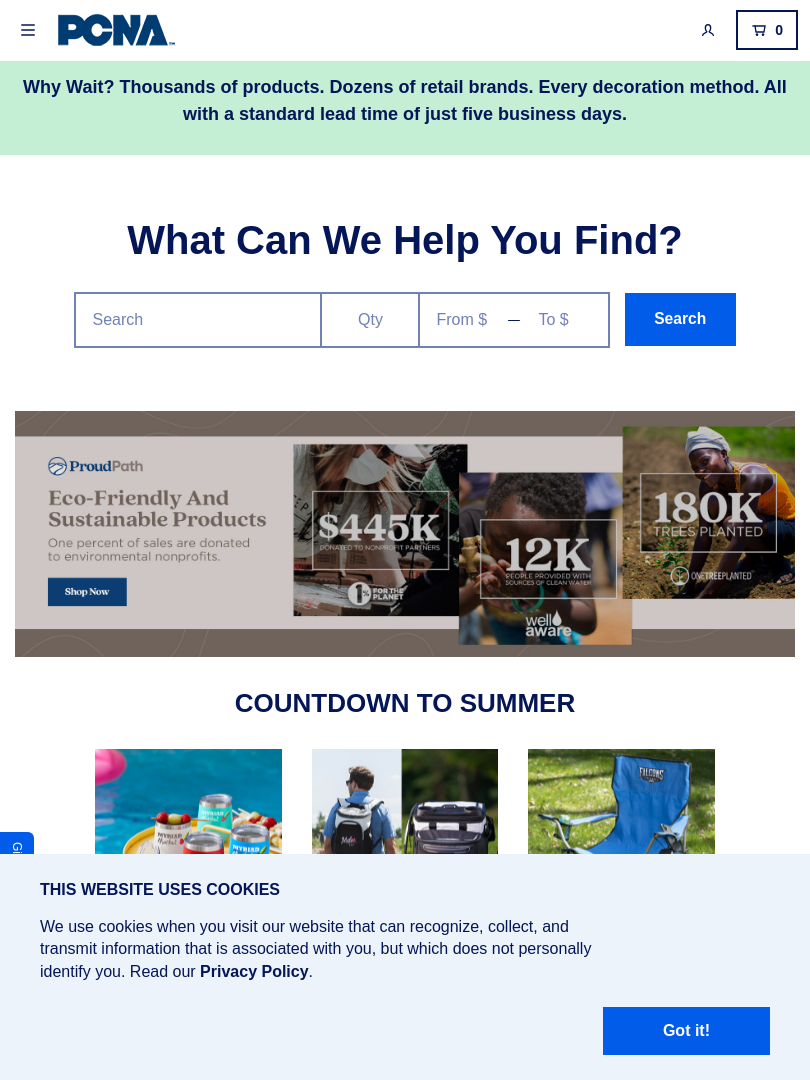 PCNA
0
Why Wait? Thousands of products. Dozens of retail brands. Every decoration method. All
with a standard lead time of just five business days.
What Can We Help You Find?
Search
Qty
From $ — To $
Search
ProudPath
Eco-Friendly And
Sustainable Products
One percent of sales are donated
to environmental nonprofits.
Shop Now
$445K
DONATED TO NONPROFIT PARTNERS
1%
FOR THE
PLANET
12K
PEOPLE PROVIDED WITH
SOURCES OF CLEAN WATER
well
aware
180K
TREES PLANTED
ONETREEPLANTED
COUNTDOWN TO SUMMER
MYRIAD
MYRIAD
MYRIAD
FALCONS
THIS WEBSITE USES COOKIES
We use cookies when you visit our website that can recognize, collect, and
transmit information that is associated with you, but which does not personally
identify you. Read our Privacy Policy.
Got it!